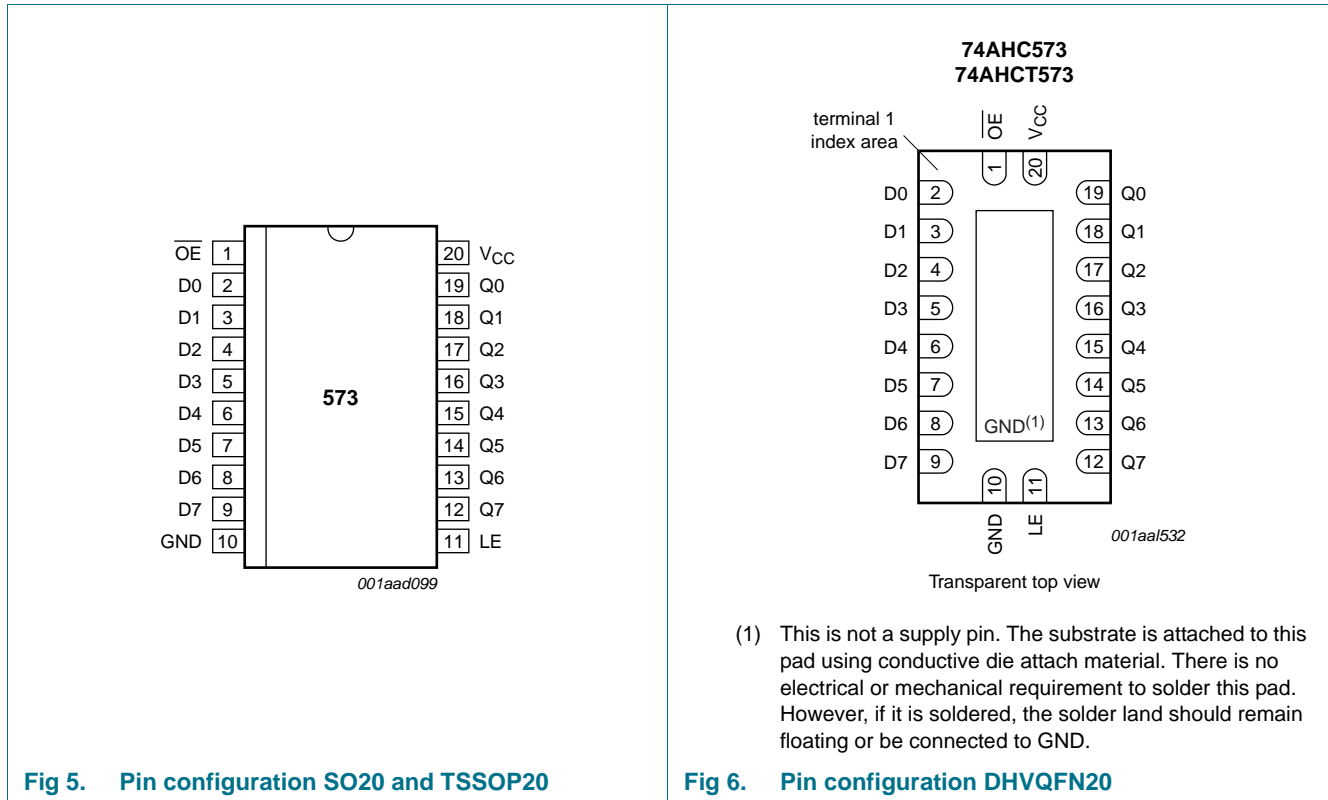 OE 1
D0 2
D1 3
D2 4
D3 5
D4 6
D5 7
D6 8
D7 9
GND 10
573
20 VCC
19 Q0
18 Q1
17 Q2
16 Q3
15 Q4
14 Q5
13 Q6
12 Q7
11 LE
001aad099
Fig 5. Pin configuration SO20 and TSSOP20
74AHC573
74AHCT573
terminal 1
index area
OE
VCC
1
20
D0 2
D1 3
D2 4
D3 5
D4 6
D5 7
D6 8
D7 9
19 Q0
18 Q1
17 Q2
16 Q3
15 Q4
14 Q5
13 Q6
12 Q7
GND(1)
10
11
GND
LE
001aal532
Transparent top view
(1) This is not a supply pin. The substrate is attached to this
pad using conductive die attach material. There is no
electrical or mechanical requirement to solder this pad.
However, if it is soldered, the solder land should remain
floating or be connected to GND.
Fig 6. Pin configuration DHVQFN20